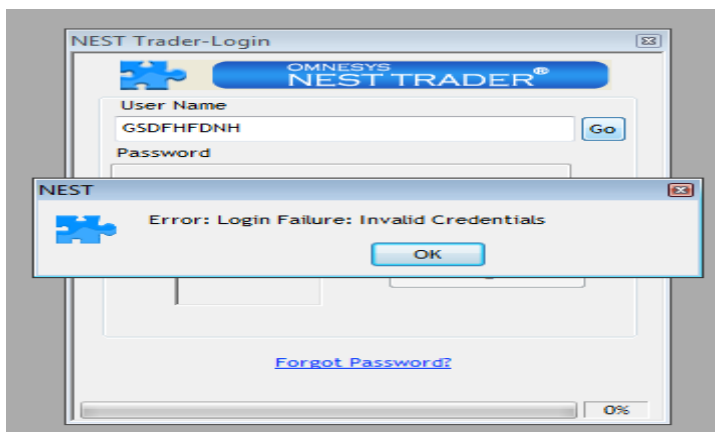 NEST Trader-Login
OMNESYS
NEST TRADER®
User Name
GSDFHFDNH
Go
Password
NEST
Error: Login Failure: Invalid Credentials
OK
Forgot Password?
0%